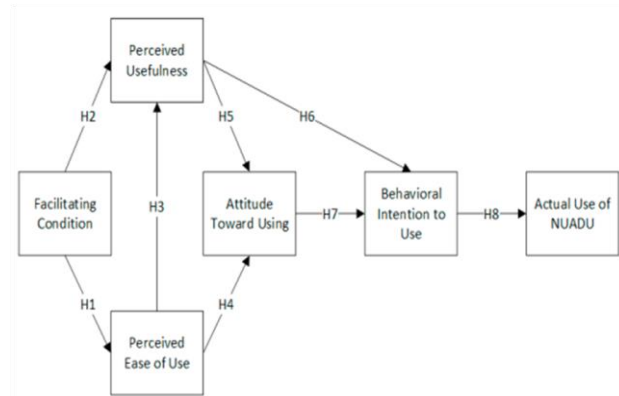 Perceived
Usefulness
H2
H5
H6
Facilitating
Condition
H3
Attitude
Toward Using
H7
Behavioral
Intention to
Use
H8
Actual Use of
NUADU
H1
H4
Perceived
Ease of Use